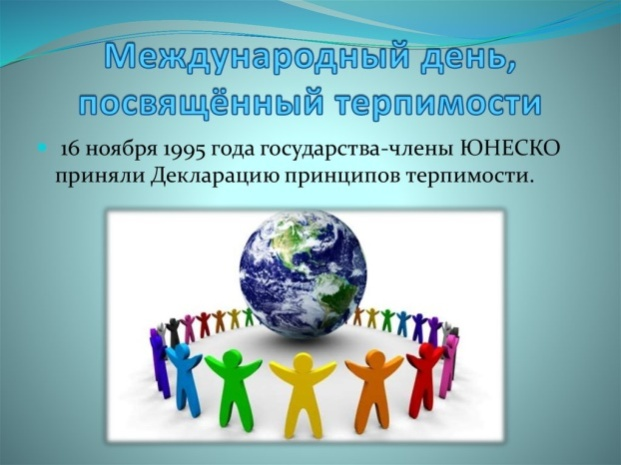 Международный день,
посвящённый терпимости
16 ноября 1995 года государства-члены ЮНЕСКО
приняли Декларацию принципов терпимости.